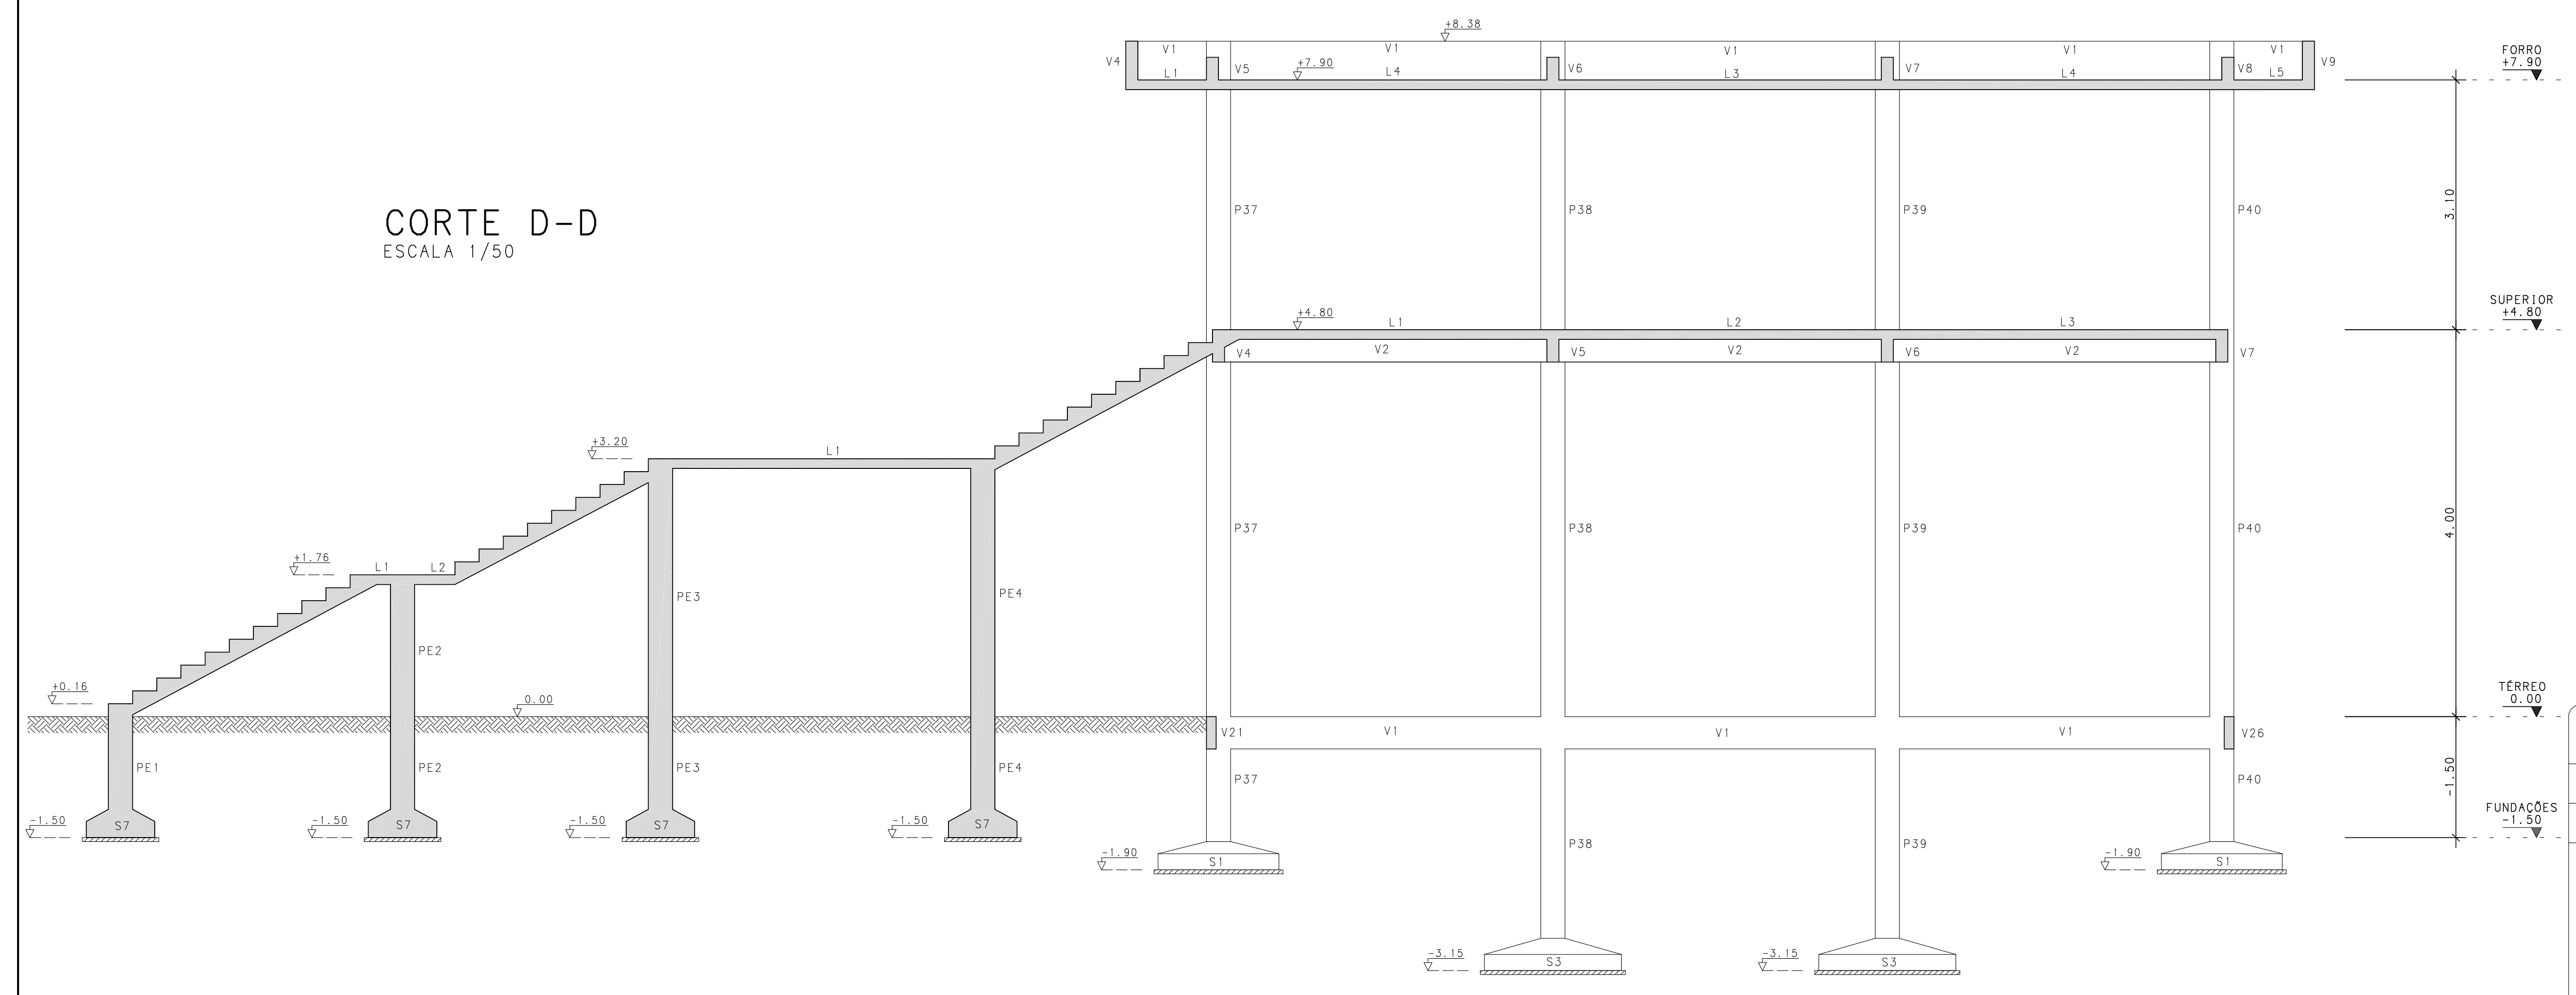 +8.38
V1 V1 V1 V1 V1
V4 V5 V6 V7 V8 V9
+7.90
L1 L4 L3 L4 L5
FORRO
+7.90
CORTE D-D
ESCALA 1/50
P37 P38 P39 P40
3.10
SUPERIOR
+4.80
+4.80
L1 L2 L3
V4 V2 V5 V2 V6 V2 V7
+3.20
L1
P37 P38 P39 P40
4.00
+1.76
L1 L2
PE3 PE4
PE2
+0.16
0.00
TÉRREO
0.00
V21 V1 V1 V1 V26
PE1 PE2 PE3 PE4
P37 P40
-1.50
FUNDAÇÕES
-1.50
-1.50 S7 -1.50 S7 -1.50 S7 -1.50 S7
P38 P39
-1.90 S1 -1.90 S1
-3.15 S3 -3.15 S3